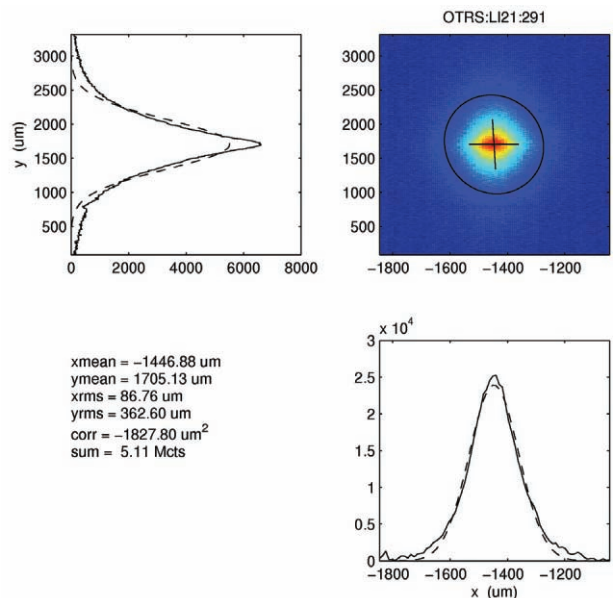 OTRS:LI21:291
3000
2500
2000
1500
1000
500
y (um)
0 2000 4000 6000 8000
3000
2500
2000
1500
1000
500
−1800 −1600 −1400 −1200
xmean = −1446.88 um
ymean = 1705.13 um
xrms = 86.76 um
yrms = 362.60 um
corr = −1827.80 um²
sum = 5.11 Mcts
x 10⁴
3
2.5
2
1.5
1
0.5
0
−1800 −1600 −1400 −1200
x (um)